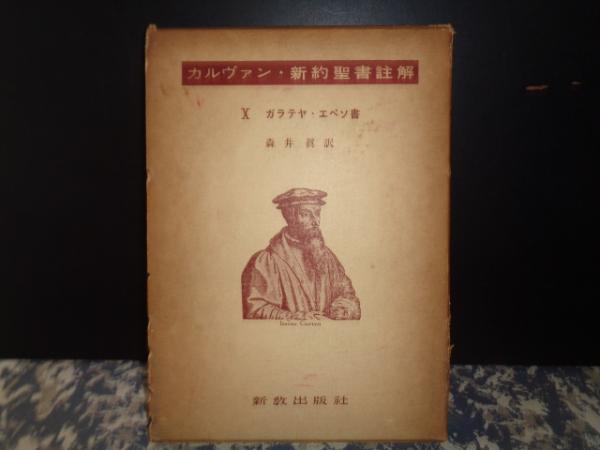 カルヴァン・新約聖書註解
X ガラテヤ・エペソ書
森井眞訳
新教出版社